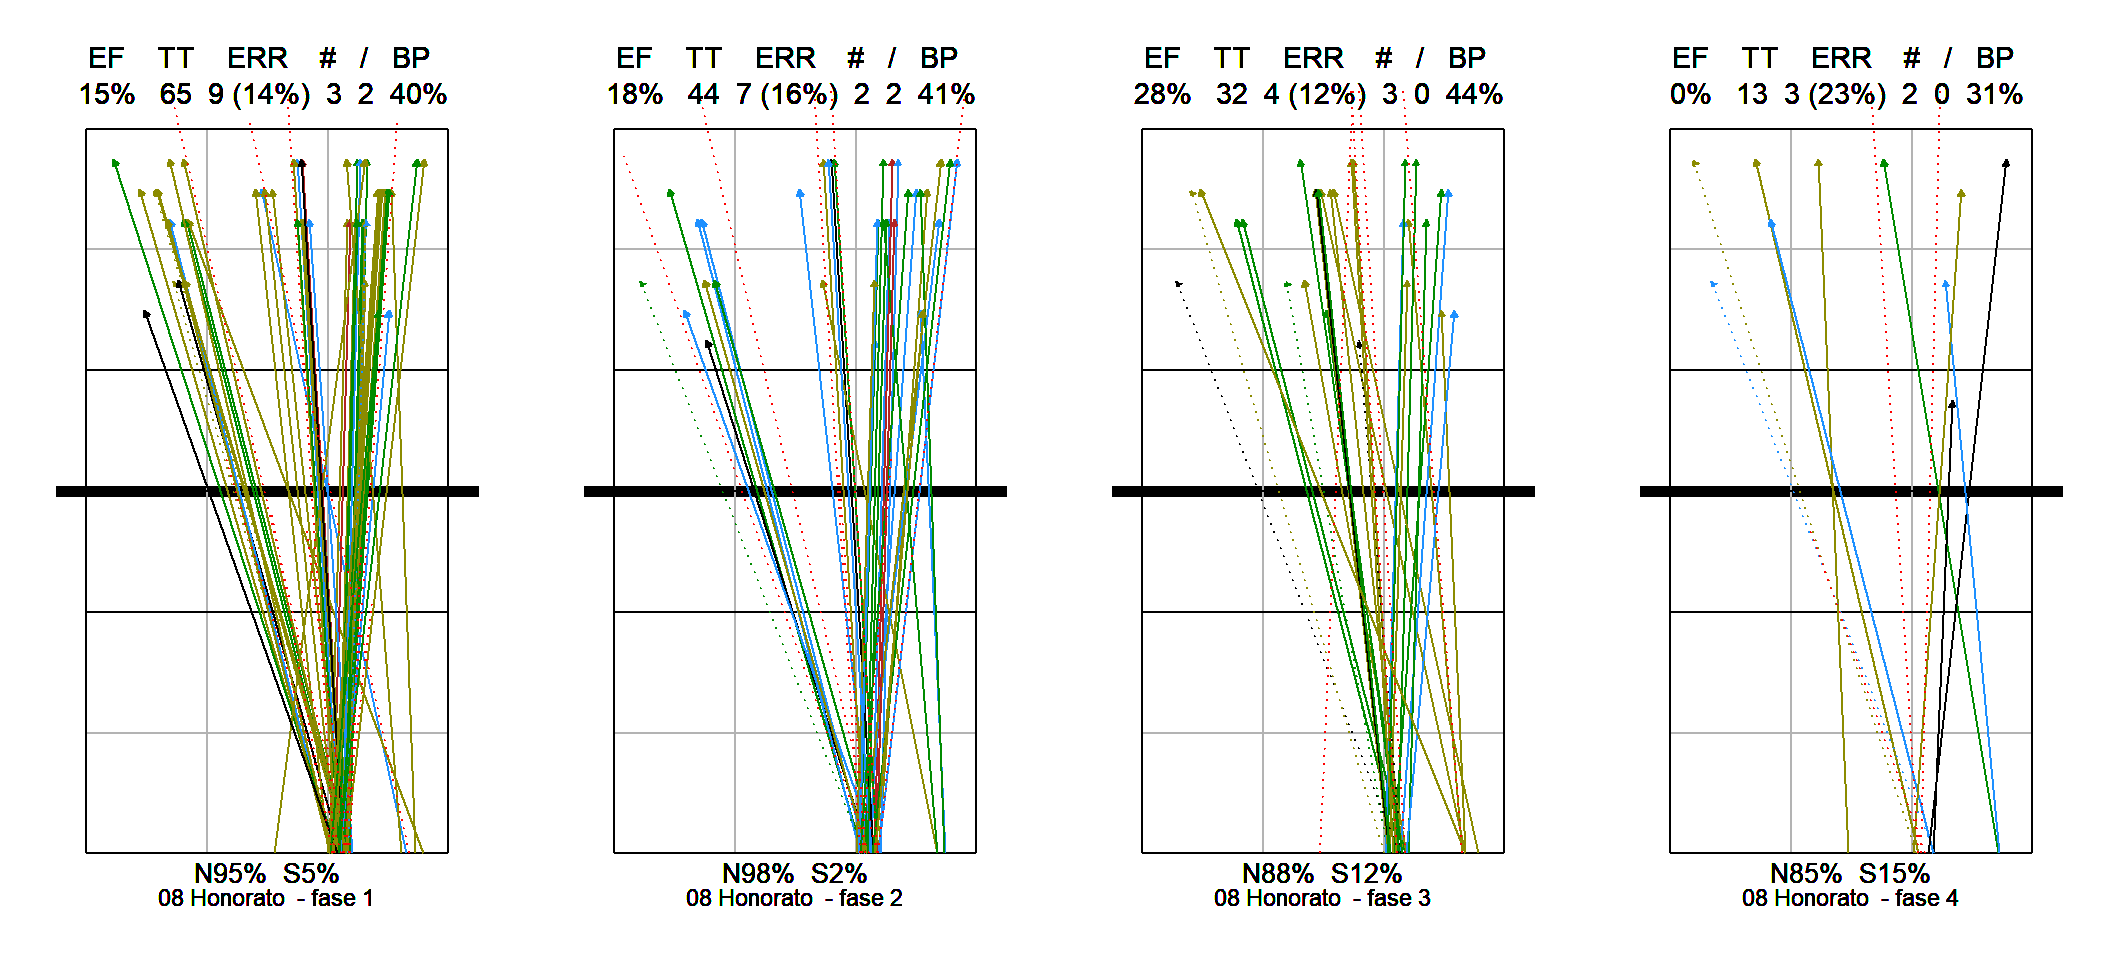 EF TT ERR # / BP
15% 65 9 (14%) 3 2 40%
N95% S5%
08 Honorato - fase 1
EF TT ERR # / BP
18% 44 7 (16%) 2 2 41%
N98% S2%
08 Honorato - fase 2
EF TT ERR # / BP
28% 32 4 (12%) 3 0 44%
N88% S12%
08 Honorato - fase 3
EF TT ERR # / BP
0% 13 3 (23%) 2 0 31%
N85% S15%
08 Honorato - fase 4